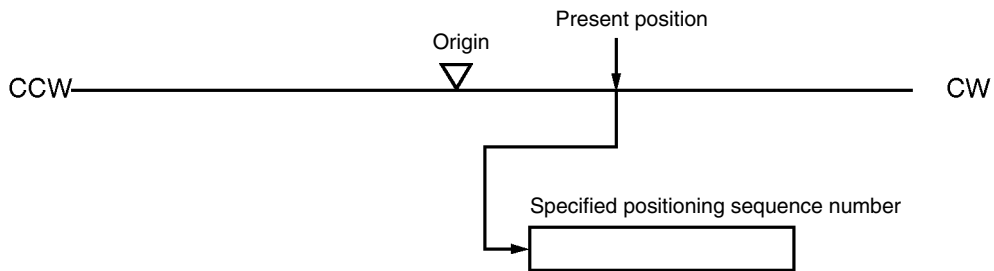 Present position
Origin
CCW CW
Specified positioning sequence number